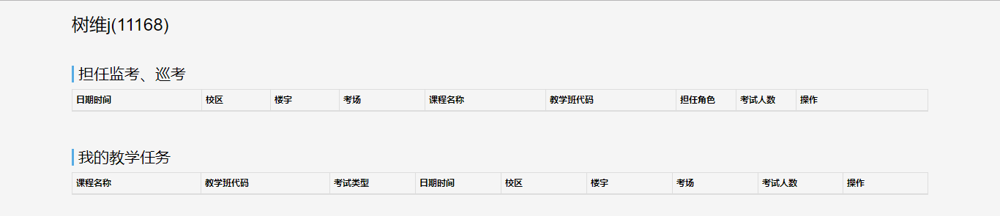 树维j(11168)
担任监考、巡考
日期时间 校区 楼宇 考场 课程名称 教学班代码 担任角色 考试人数 操作
我的教学任务
课程名称 教学班代码 考试类型 日期时间 校区 楼宇 考场 考试人数 操作